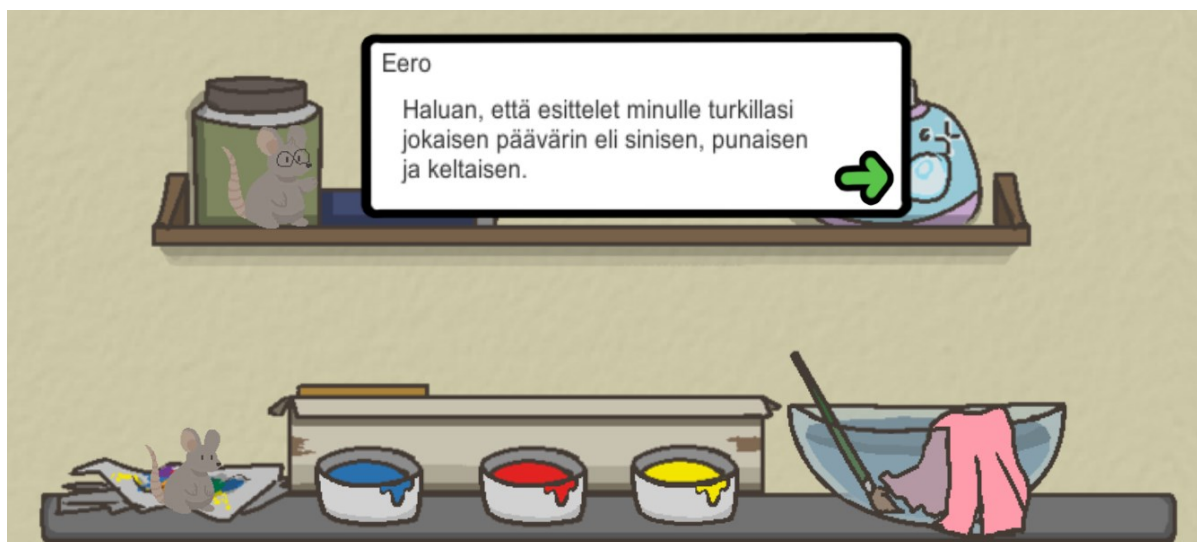 Eero
Haluan, että esittelet minulle turkillasi
jokaisen päävärin eli sinisen, punaisen
ja keltaisen.